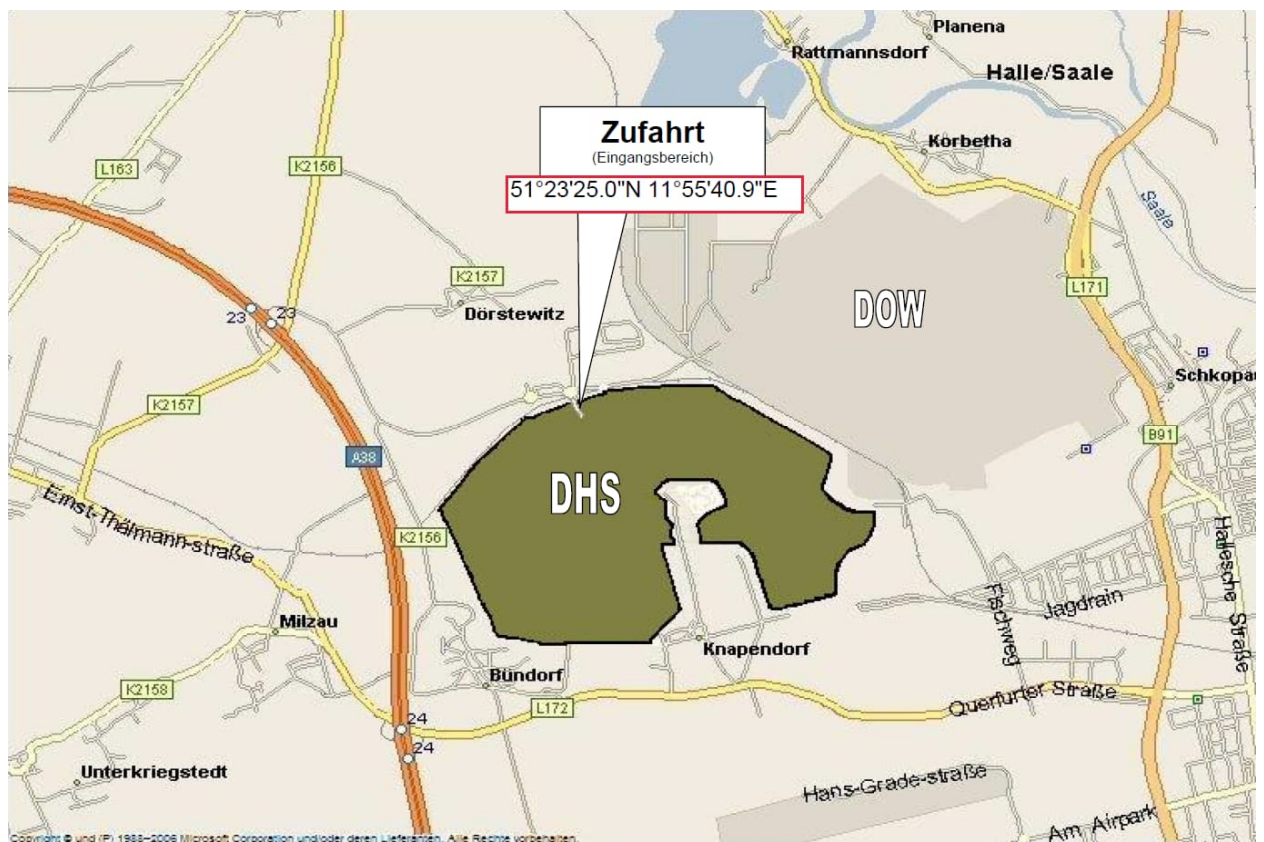 Planena
Rattmannsdorf
Halle/Saale
Zufahrt
(Eingangsbereich)
51°23'25.0"N 11°55'40.9"E
Körbetha
L163
K2156
Saale
K2157
Dörstewitz
L171
DOW
23
23
Schkopau
K2157
B91
A38
DHS
Ernst-Thälmann-straße
K2156
Hallesche Straße
Fischweg
Jagdrain
Milzau
Knapendorf
Bündorf
K2158
L172
Querfurter Straße
24
24
Unterkriegstedt
Hans-Grade-straße
Am Airpark
Copyright © und (P) 1988–2006 Microsoft Corporation und/oder deren Lieferanten. Alle Rechte vorbehalten.